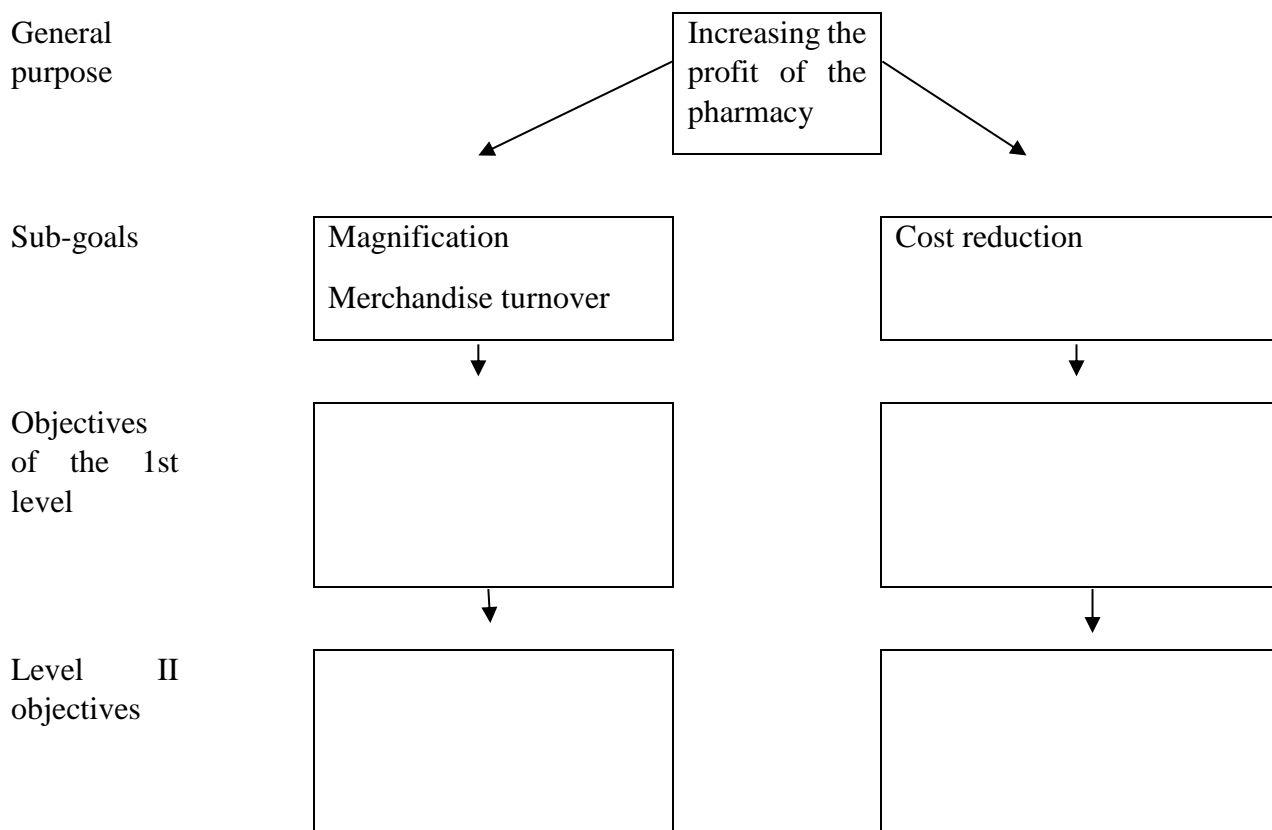 General
purpose
Increasing the
profit of the
pharmacy
Sub-goals
Magnification
Merchandise turnover
Cost reduction
Objectives
of the 1st
level
Level II
objectives